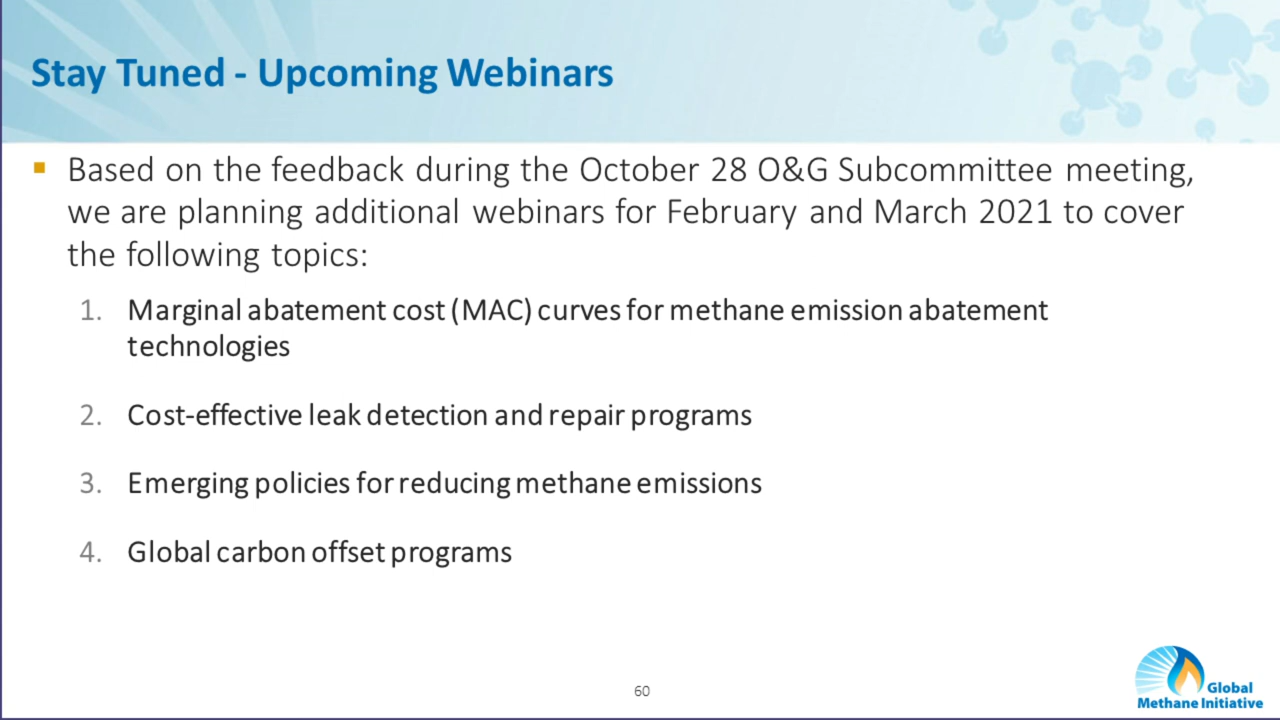 Stay Tuned - Upcoming Webinars
Based on the feedback during the October 28 O&G Subcommittee meeting,
we are planning additional webinars for February and March 2021 to cover
the following topics:
1. Marginal abatement cost (MAC) curves for methane emission abatement
technologies
2. Cost-effective leak detection and repair programs
3. Emerging policies for reducing methane emissions
4. Global carbon offset programs
60
Global
Methane Initiative